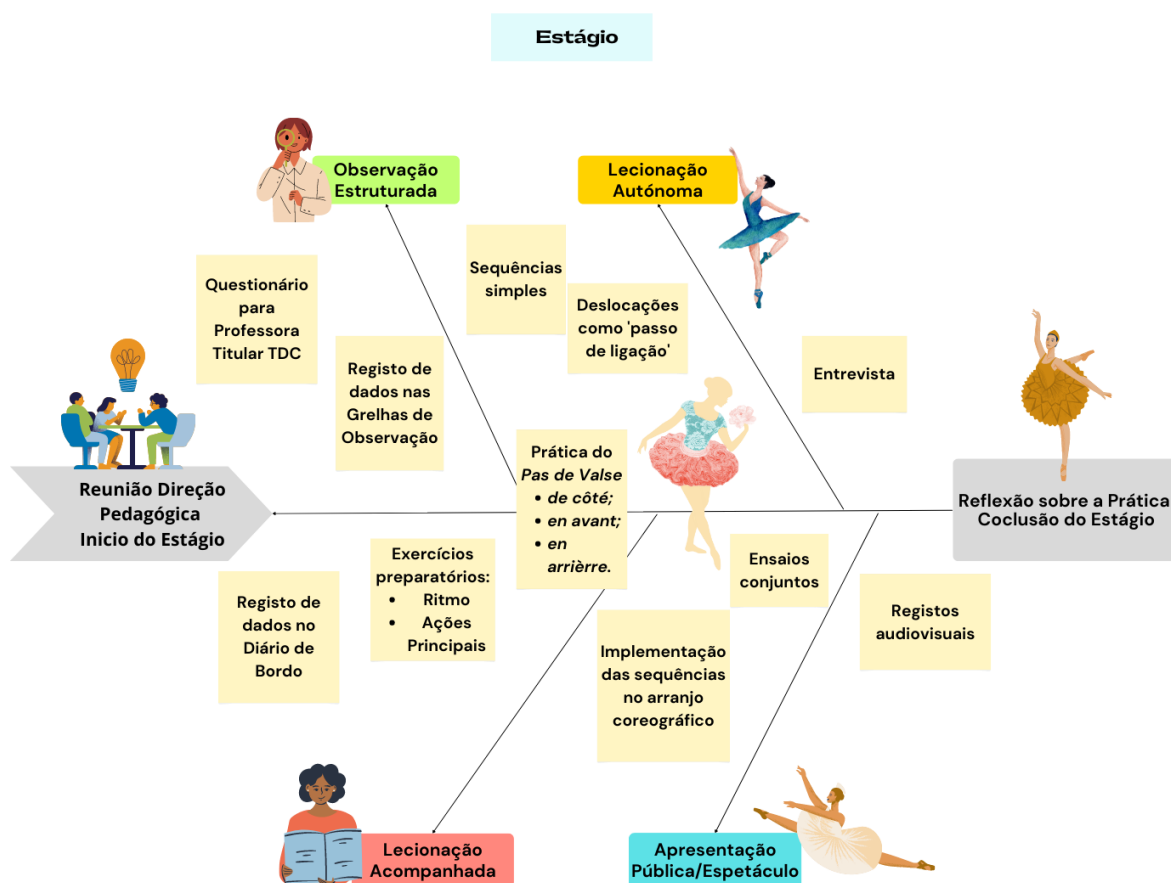 Estágio
Observação
Estruturada
Lecionação
Autónoma
Questionário
para
Professora
Titular TDC
Registo de
dados nas
Grelhas de
Observação
Sequências
simples
Deslocações
como 'passo
de ligação'
Entrevista
Reunião Direção
Pedagógica
Inicio do Estágio
Prática do
Pas de Valse
• de côté;
• en avant;
• en
arrièrre.
Reflexão sobre a Prática
Coclusão do Estágio
Registo de
dados no
Diário de
Bordo
Exercícios
preparatórios:
• Ritmo
• Ações
Principais
Implementação
das sequências
no arranjo
coreográfico
Ensaios
conjuntos
Registos
audiovisuais
Lecionação
Acompanhada
Apresentação
Pública/Espetáculo